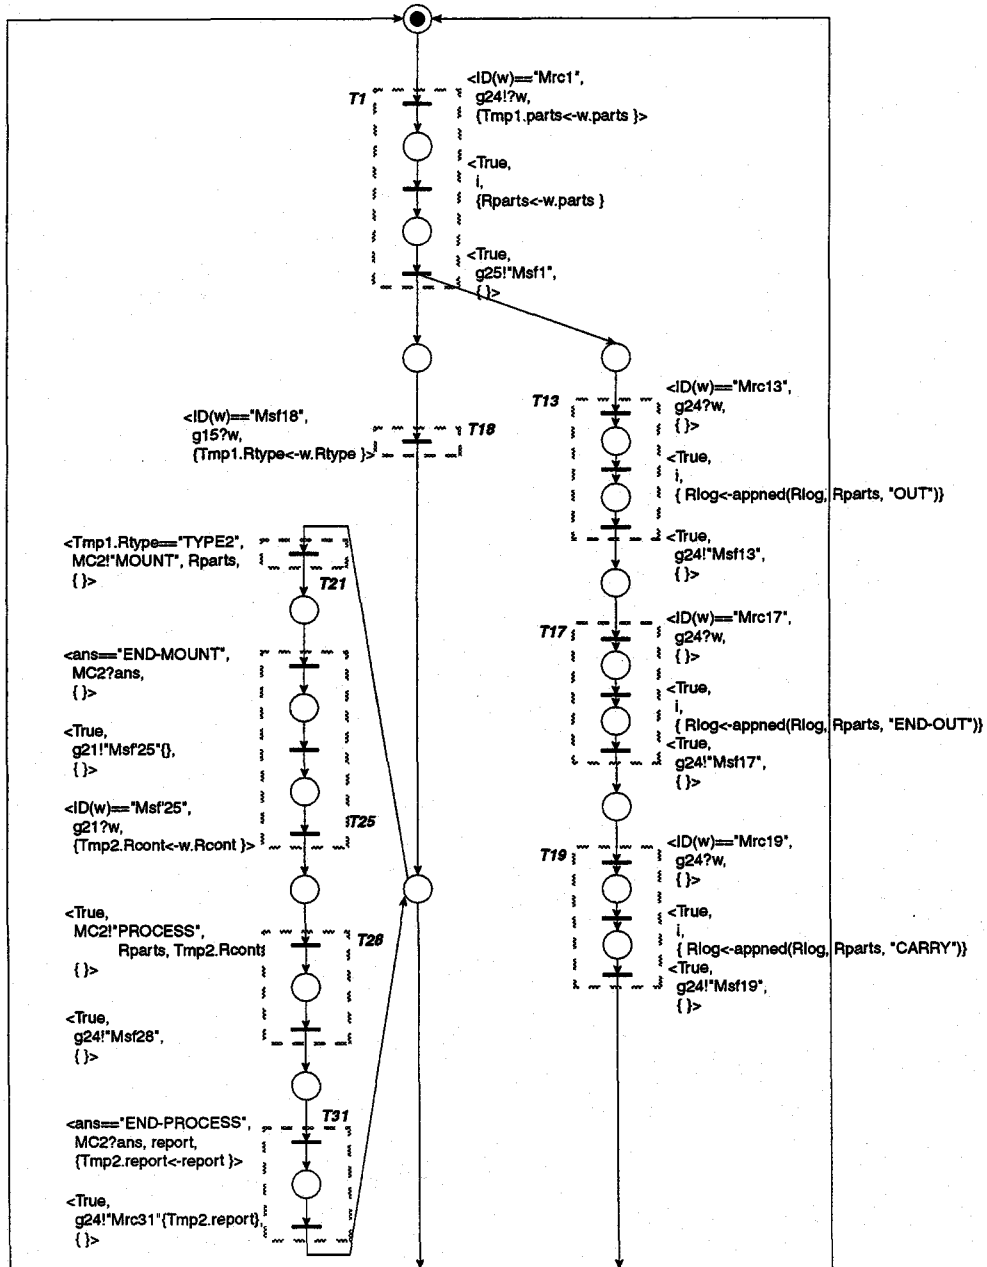 T1
<ID(w)=="Mrc1",
g24!?w,
{Tmp1.parts<-w.parts }>
<True,
i,
{Rparts<-w.parts }
<True,
g25!"Msf1",
{ }>
<ID(w)=="Msf18",
g15?w,
{Tmp1.Rtype<-w.Rtype }>
T18
T13
<ID(w)=="Mrc13",
g24?w,
{ }>
<True,
i,
{ Rlog<-appned(Rlog, Rparts, "OUT")}
<True,
g24!"Msf13",
{ }>
<Tmp1.Rtype=="TYPE2",
MC2!"MOUNT", Rparts,
{ }>
T21
T17
<ID(w)=="Mrc17",
g24?w,
{ }>
<True,
i,
{ Rlog<-appned(Rlog, Rparts, "END-OUT")}
<True,
g24!"Msf17",
{ }>
<ans=="END-MOUNT",
MC2?ans,
{ }>
<True,
g21!"Msf'25"{},
{ }>
<ID(w)=="Msf'25",
g21?w,
{Tmp2.Rcont<-w.Rcont }>
T25
T19
<ID(w)=="Mrc19",
g24?w,
{ }>
<True,
i,
{ Rlog<-appned(Rlog, Rparts, "CARRY")}
<True,
g24!"Msf19",
{ }>
<True,
MC2!"PROCESS",
Rparts, Tmp2.Rcont
{ }>
T28
<True,
g24!"Msf28",
{ }>
T31
<ans=="END-PROCESS",
MC2?ans, report,
{Tmp2.report<-report }>
<True,
g24!"Mrc31"{Tmp2.report},
{ }>